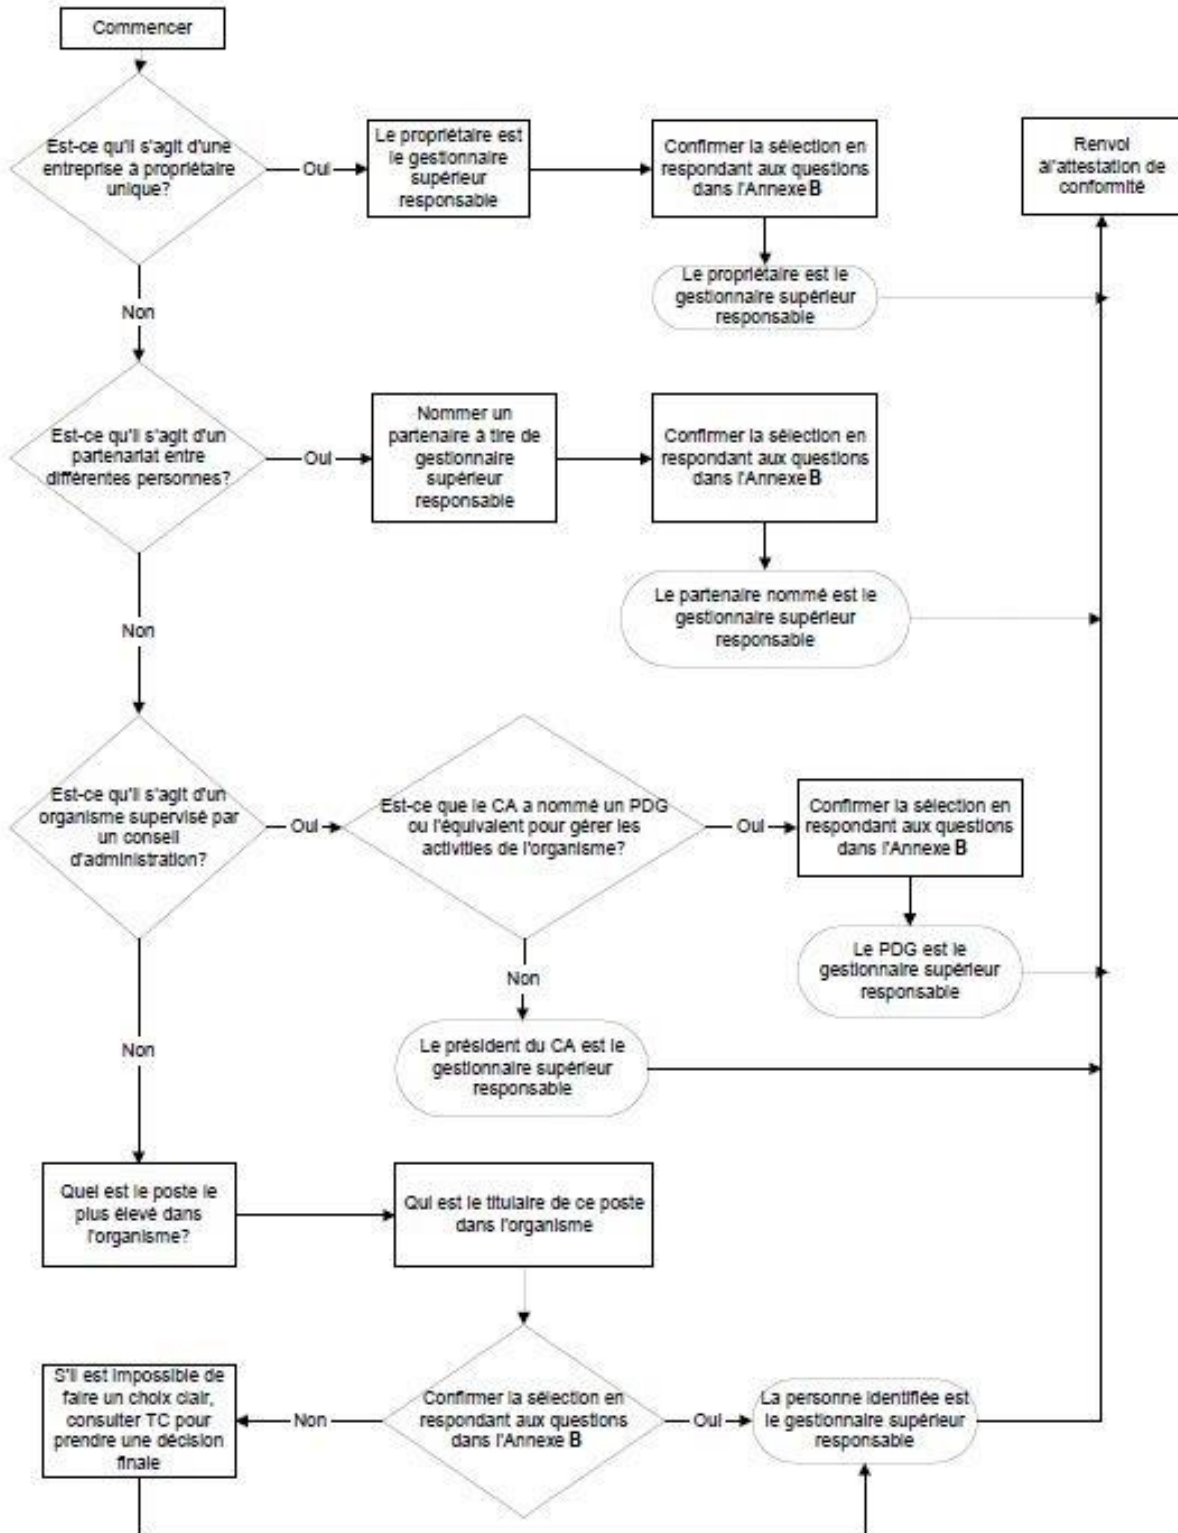 Commencer
Est-ce qu'il s'agit d'une
entreprise à propriétaire
unique?
Oui
Le propriétaire est
le gestionnaire
supérieur
responsable
Confirmer la sélection en
respondant aux questions
dans l'Annexe B
Renvoi
àl'attestation de
conformité
Le propriétaire est le
gestionnaire supérieur
responsable
Non
Est-ce qu'il s'agit d'un
partenariat entre
différentes personnes?
Oui
Nommer un
partenaire à tire de
gestionnaire
supérieur
responsable
Confirmer la sélection en
respondant aux questions
dans l'Annexe B
Le partenaire nommé est le
gestionnaire supérieur
responsable
Non
Est-ce qu'il s'agit d'un
organisme supervisé par
un conseil
d'administration?
Oui
Est-ce que le CA a nommé un PDG
ou l'équivalent pour gérer les
activities de l'organisme?
Oui
Confirmer la sélection en
respondant aux questions
dans l'Annexe B
Le PDG est le
gestionnaire supérieur
responsable
Non
Le président du CA est le
gestionnaire supérieur
responsable
Non
Quel est le poste le
plus élevé dans
l'organisme?
Qui est le titulaire de ce poste
dans l'organisme
Confirmer la sélection en
respondant aux questions
dans l'Annexe B
Non
S'il est impossible de
faire un choix clair,
consulter TC pour
prendre une décision
finale
Oui
La personne identifiée est
le gestionnaire supérieur
responsable